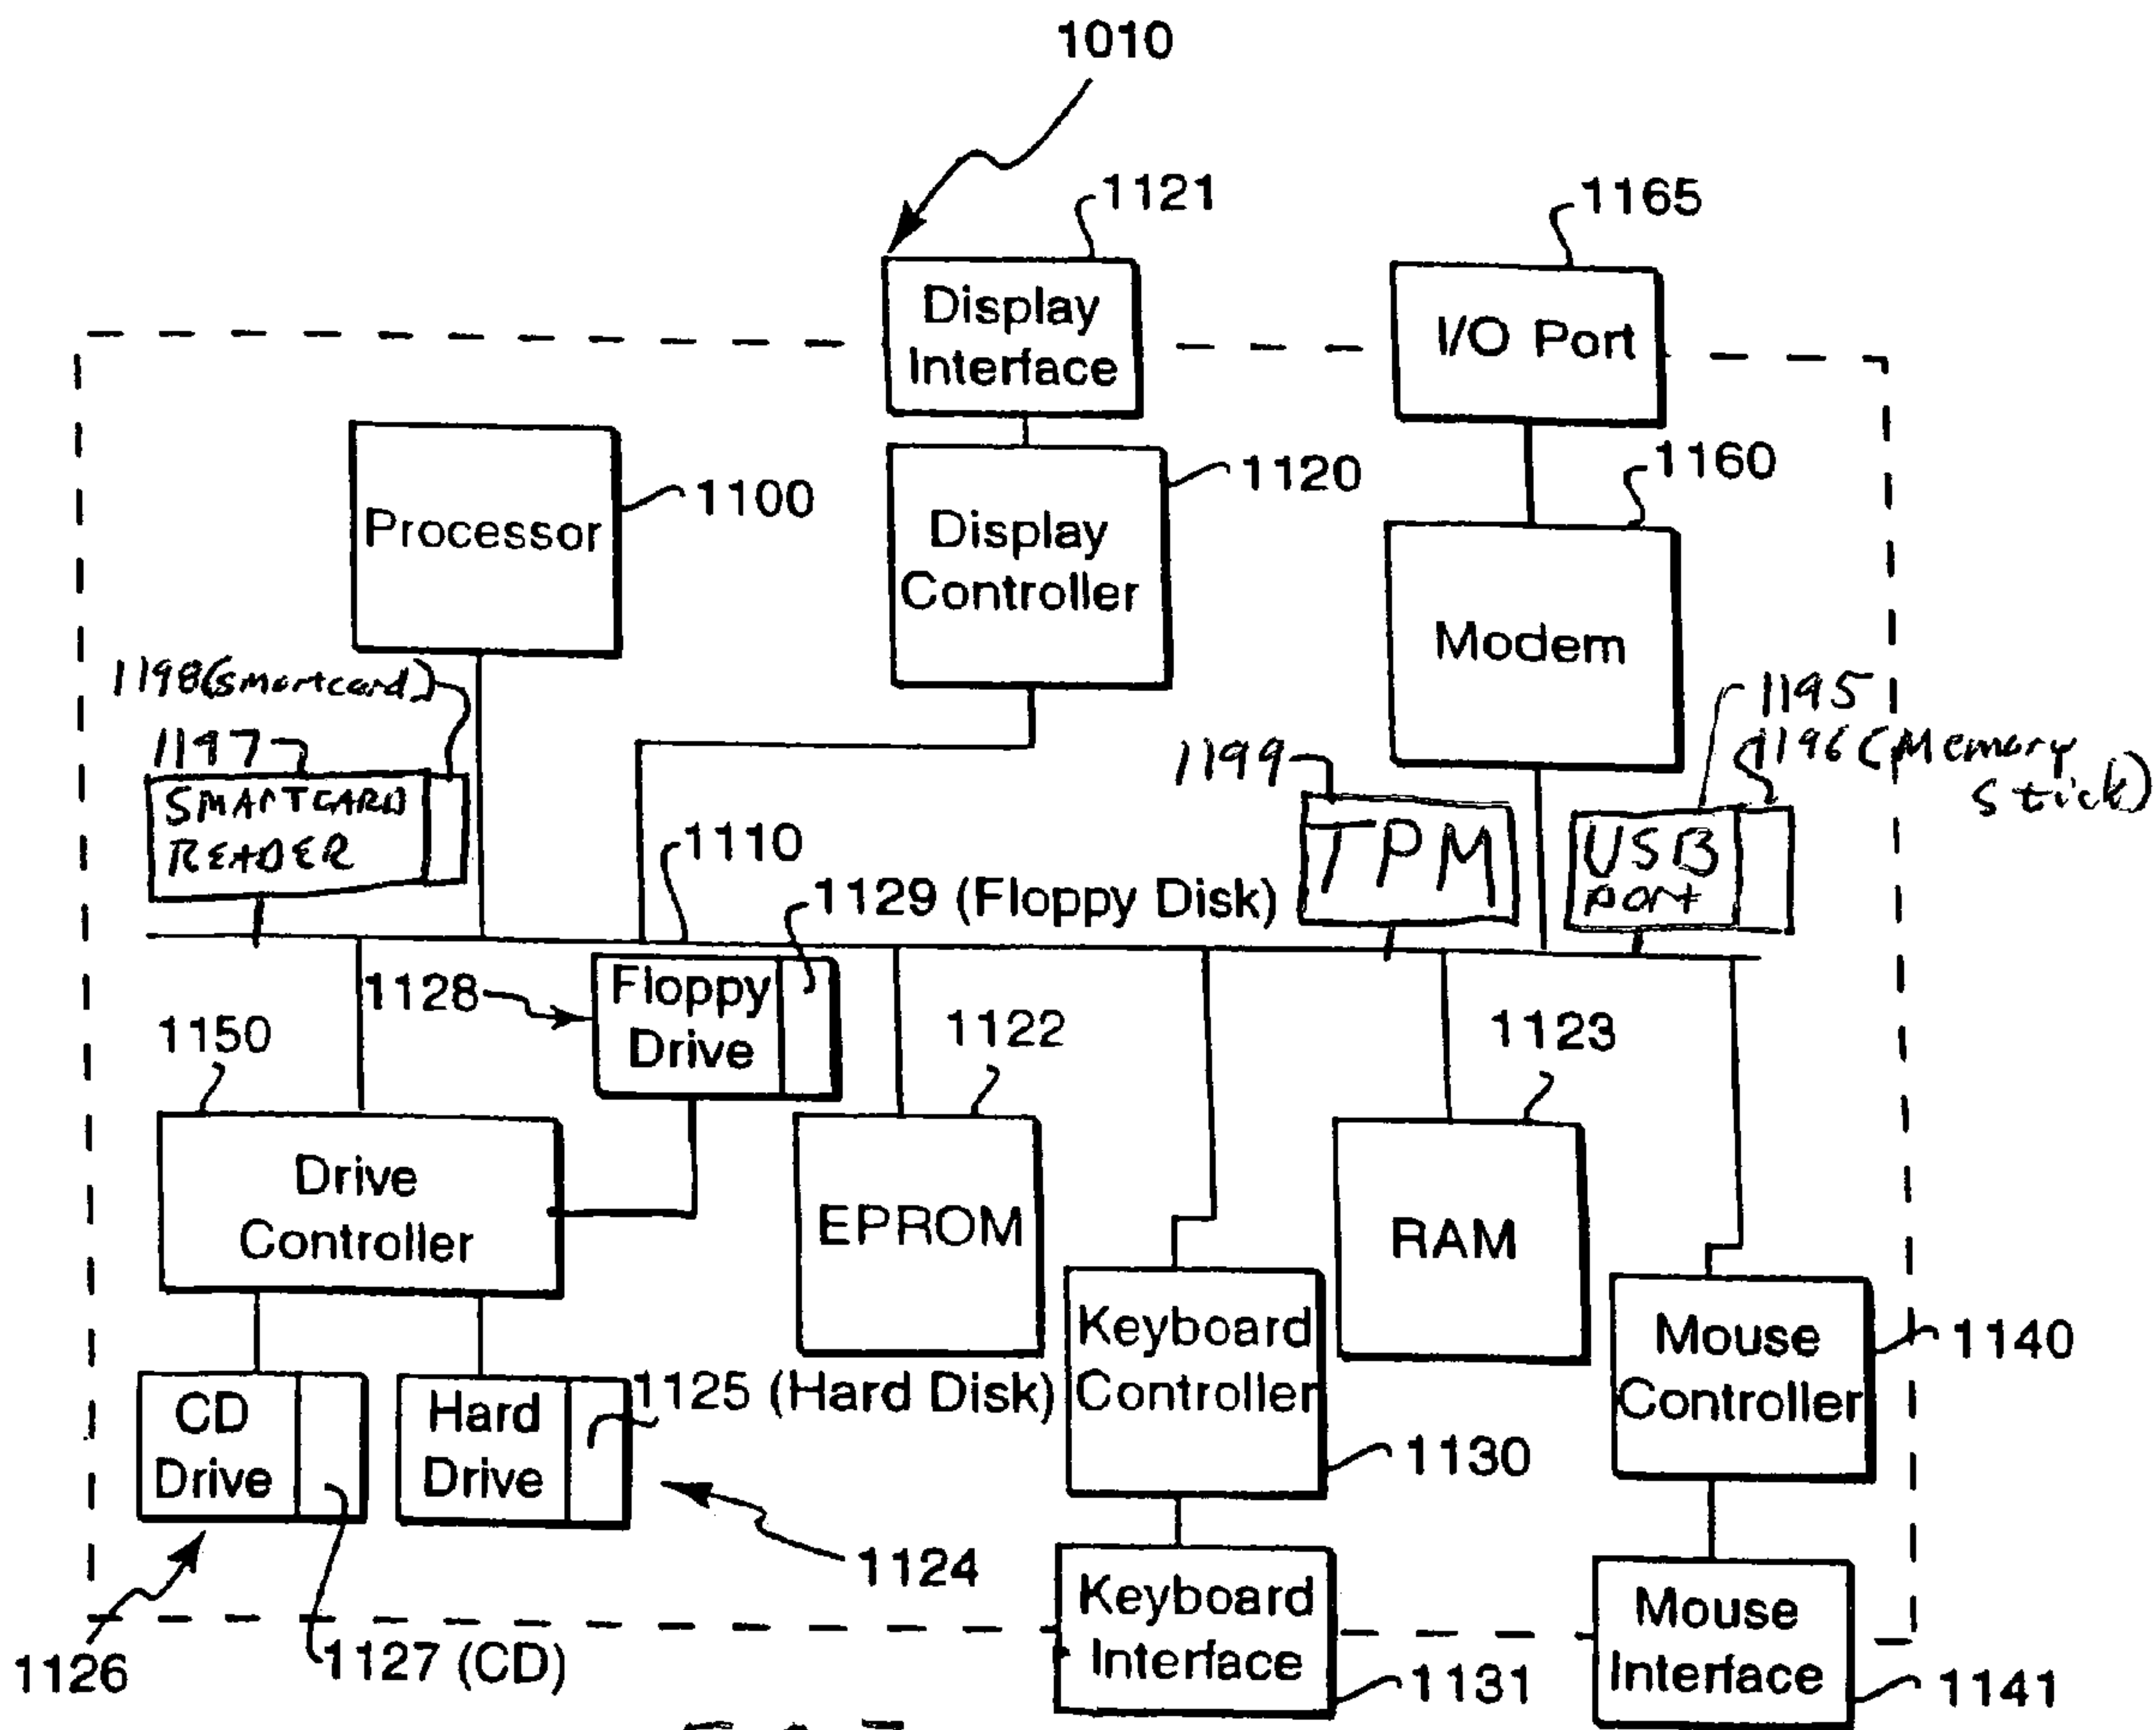 1010
1121
1165
Display
Interface
I/O Port
1100
Processor
1120
Display
Controller
1160
Modem
1198(smartcard)
1197
SMARTCARD
READER
1195
1196(Memory
stick)
1199
TPM
USB
port
1110
1129 (Floppy Disk)
1128
Floppy
Drive
1150
1122
1123
Drive
Controller
EPROM
RAM
Keyboard
Controller
Mouse
Controller
1140
CD
Drive
Hard
Drive
1125 (Hard Disk)
1130
1124
Keyboard
Interface
Mouse
Interface
1126
1127 (CD)
1131
1141